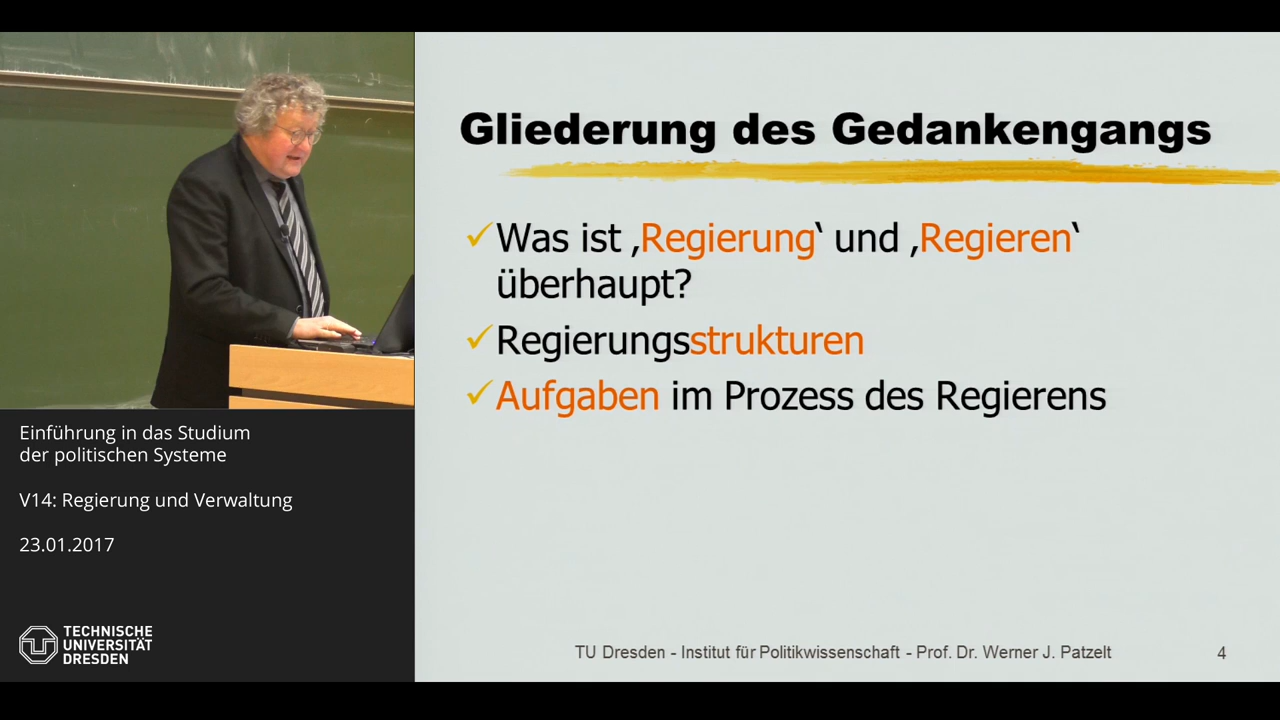 Gliederung des Gedankengangs
Was ist ‚Regierung‘ und ‚Regieren‘
überhaupt?
Regierungsstrukturen
Aufgaben im Prozess des Regierens
Einführung in das Studium
der politischen Systeme
V14: Regierung und Verwaltung
23.01.2017
TECHNISCHE
UNIVERSITÄT
DRESDEN
TU Dresden - Institut für Politikwissenschaft - Prof. Dr. Werner J. Patzelt
4